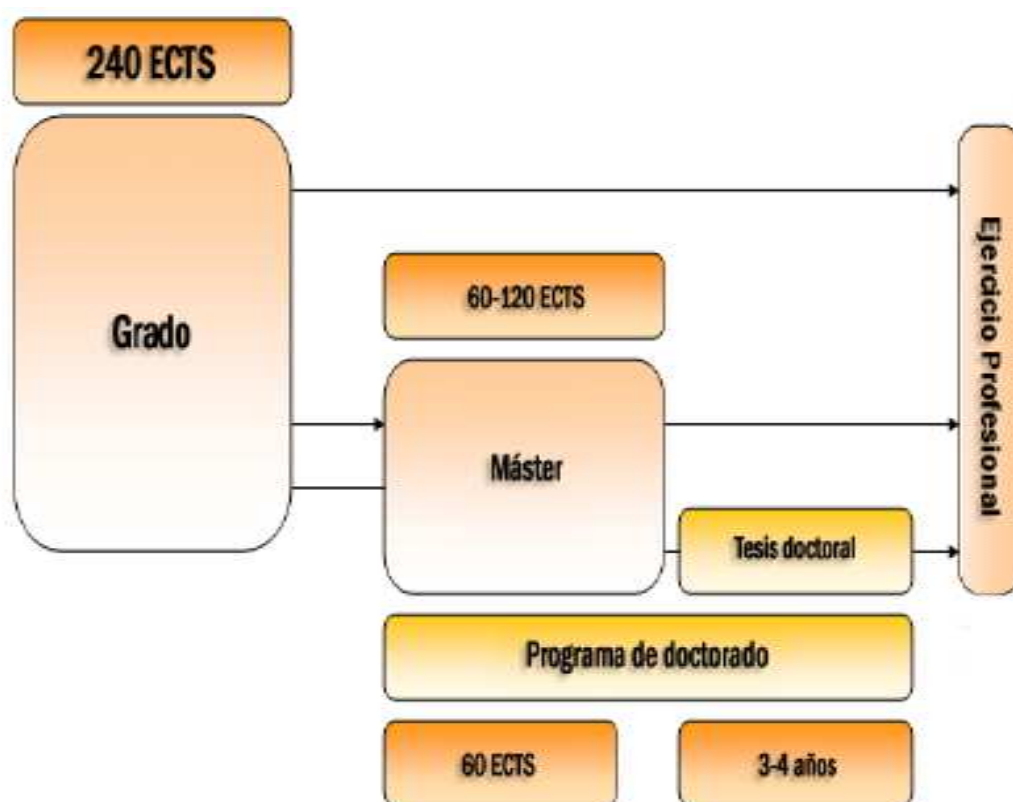 240 ECTS
Grado
60-120 ECTS
Máster
Tesis doctoral
Programa de doctorado
60 ECTS
3-4 años
Ejercicio Profesional